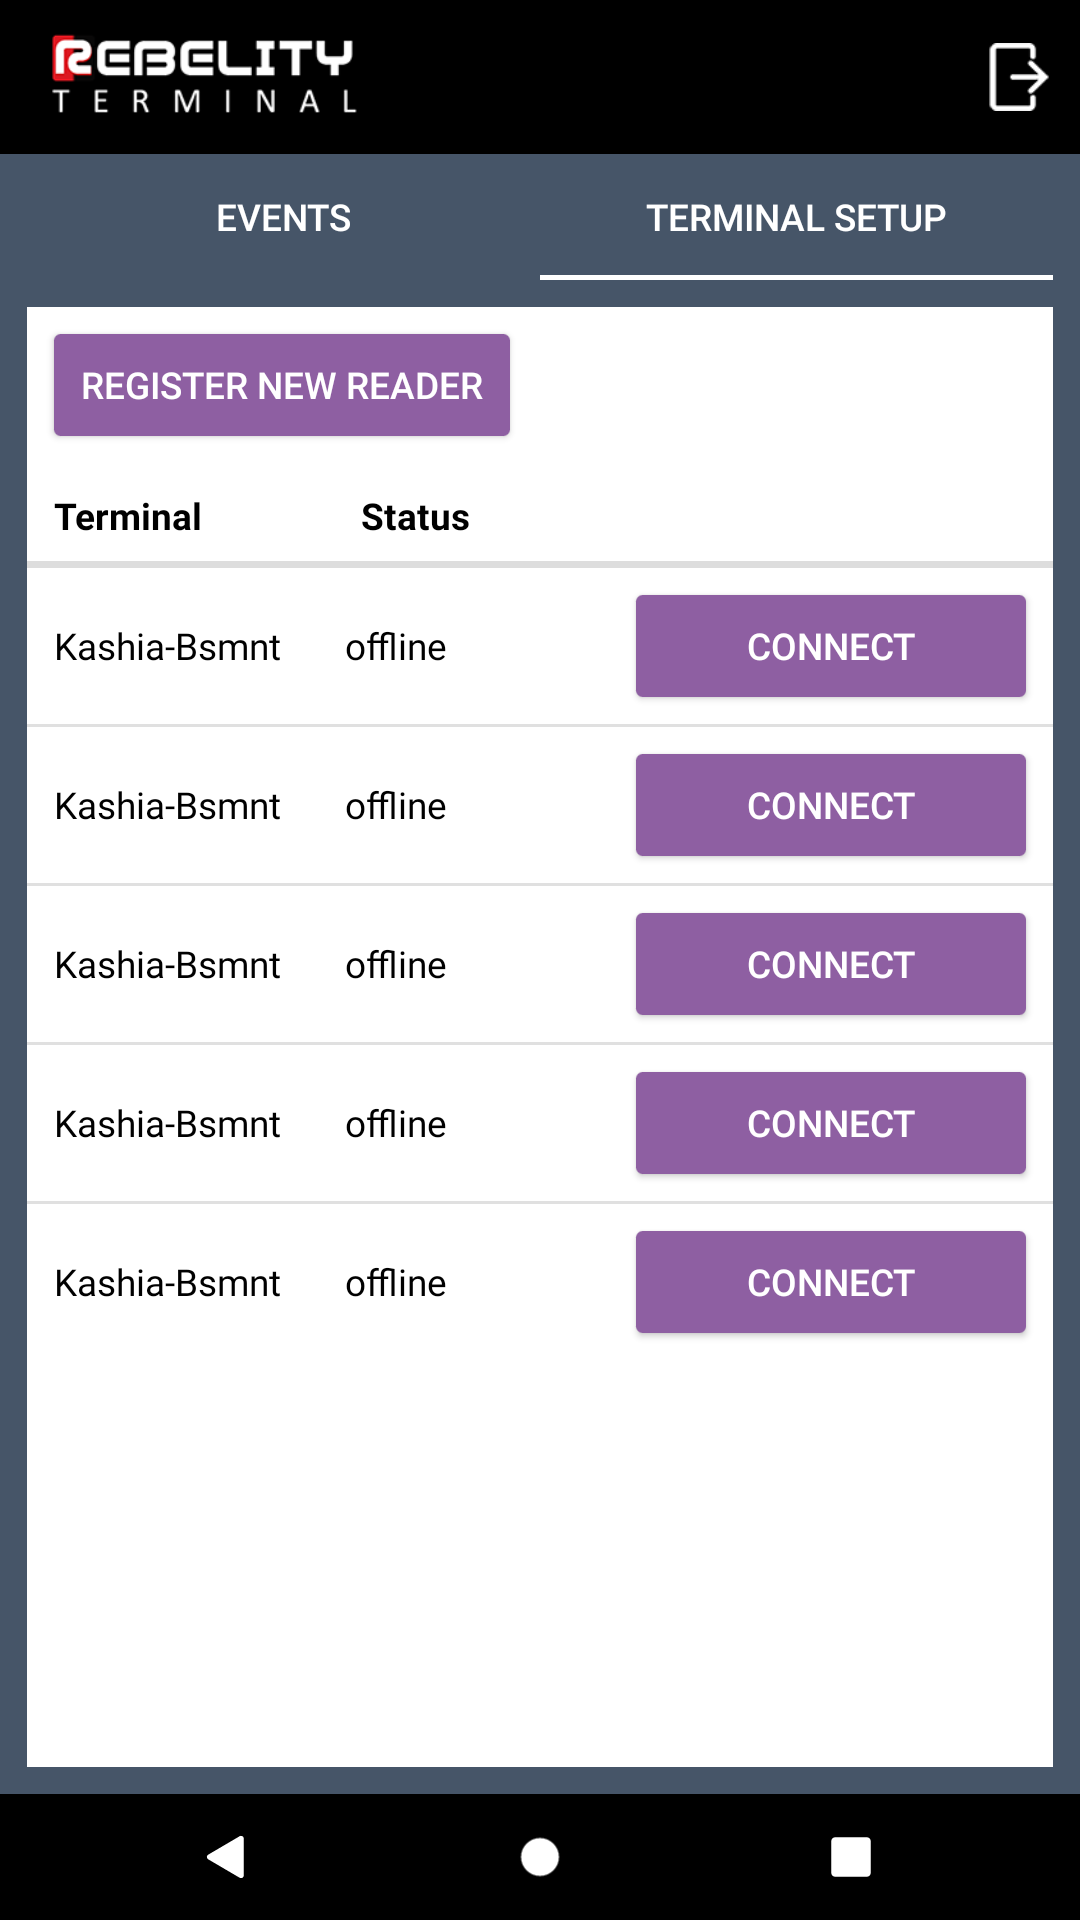 REBELITY
TERMINAL
EVENTS TERMINAL SETUP
REGISTER NEW READER
Terminal Status
Kashia-Bsmnt offline CONNECT
Kashia-Bsmnt offline CONNECT
Kashia-Bsmnt offline CONNECT
Kashia-Bsmnt offline CONNECT
Kashia-Bsmnt offline CONNECT